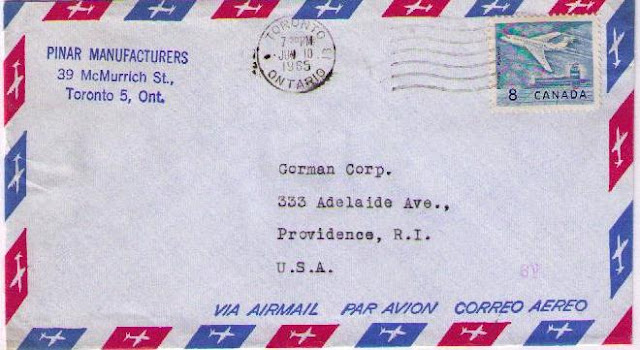 PINAR MANUFACTURERS
39 McMurrich St.,
Toronto 5, Ont.
TORONTO
PM
JUN 10
1965
ONTARIO
8 CANADA
Gorman Corp.
333 Adelaide Ave.,
Providence, R.I.
U.S.A.
VIA AIRMAIL PAR AVION CORREO AEREO